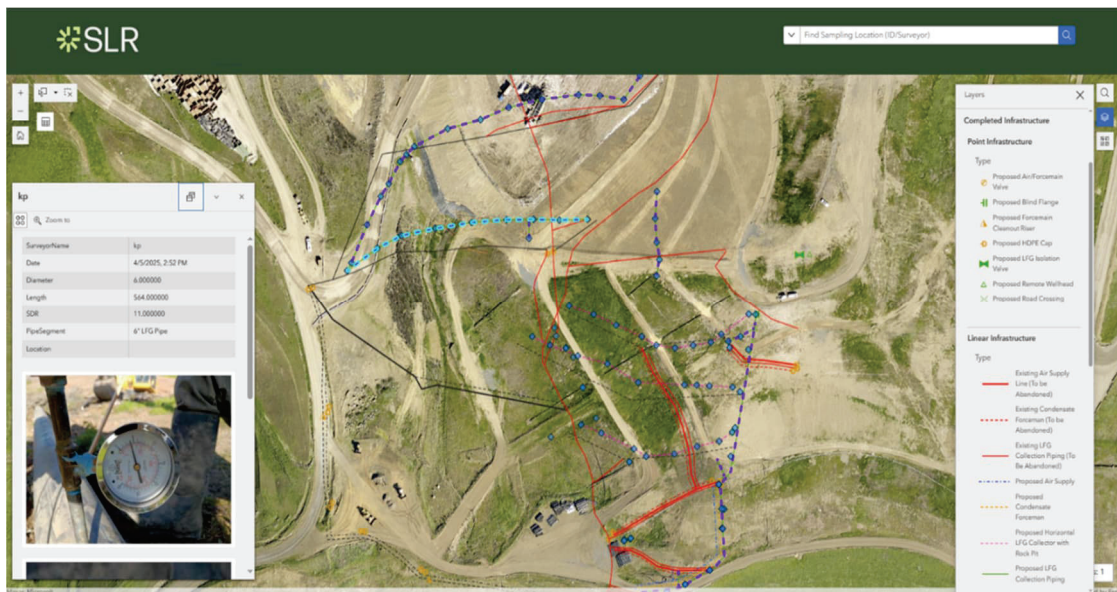 SLR
Find Sampling Location (ID/Surveyor)
kp
Zoom to
SurveyorName kp
Date 4/5/2025, 2:52 PM
Diameter 6.000000
Length 564.000000
SDR 11.000000
PipeSegment 6" LFG Pipe
Location
Layers
Completed Infrastructure
Point Infrastructure
Type
Proposed Air/Forcemain
Valve
Proposed Blind Flange
Proposed Forcemain
Cleanout Riser
Proposed HDPE Cap
Proposed LFG Isolation
Valve
Proposed Remote Wellhead
Proposed Road Crossing
Linear Infrastructure
Type
Existing Air Supply
Line (To be
Abandoned)
Existing Condensate
Forcemain (To be
Abandoned)
Existing LFG
Collection Piping (To
Be Abandoned)
Proposed Air Supply
Proposed
Condensate
Forcemain
Proposed Horizontal
LFG Collector with
Rock Pit
Proposed LFG
Collection Piping